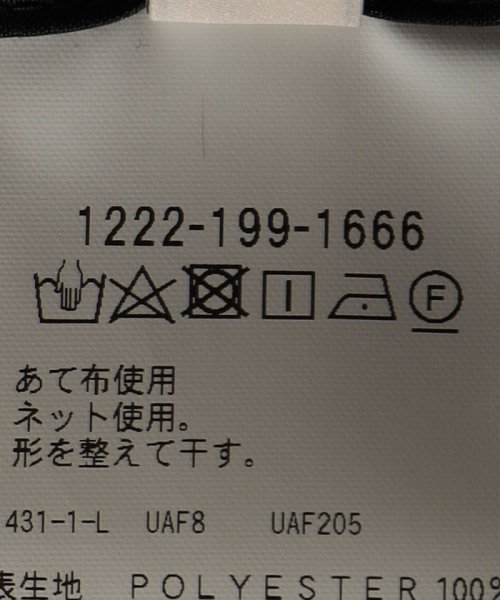 1222-199-1666
F
あて布使用
ネット使用。
形を整えて干す。
431-1-L UAF8 UAF205
表生地 POLYESTER 100%